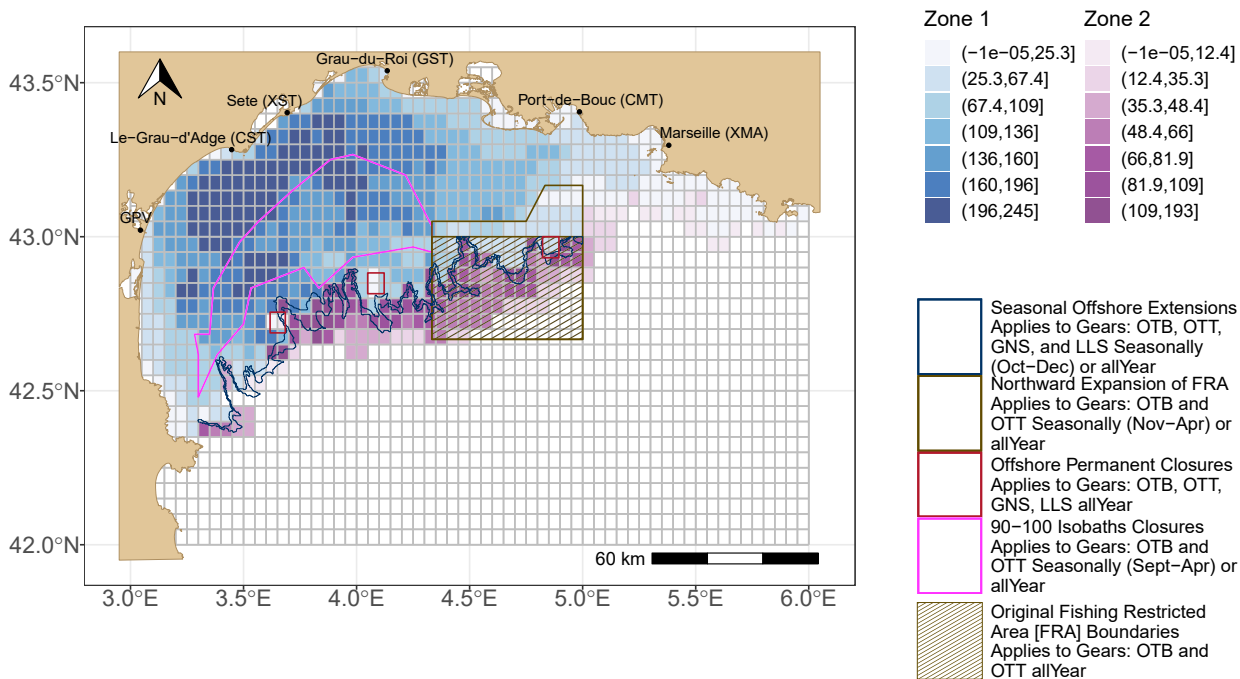 43.5°N
43.0°N
42.5°N
42.0°N
3.0°E
3.5°E
4.0°E
4.5°E
5.0°E
5.5°E
6.0°E
N
Grau−du−Roi (GST)
Sete (XST)
Port−de−Bouc (CMT)
Le−Grau−d'Adge (CST)
Marseille (XMA)
GPV
60 km
Zone 1
(−1e−05,25.3]
(25.3,67.4]
(67.4,109]
(109,136]
(136,160]
(160,196]
(196,245]
Zone 2
(−1e−05,12.4]
(12.4,35.3]
(35.3,48.4]
(48.4,66]
(66,81.9]
(81.9,109]
(109,193]
Seasonal Offshore Extensions
Applies to Gears: OTB, OTT,
GNS, and LLS Seasonally
(Oct−Dec) or allYear
Northward Expansion of FRA
Applies to Gears: OTB and
OTT Seasonally (Nov−Apr) or
allYear
Offshore Permanent Closures
Applies to Gears: OTB, OTT,
GNS, LLS allYear
90−100 Isobaths Closures
Applies to Gears: OTB and
OTT Seasonally (Sept−Apr) or
allYear
Original Fishing Restricted
Area [FRA] Boundaries
Applies to Gears: OTB and
OTT allYear